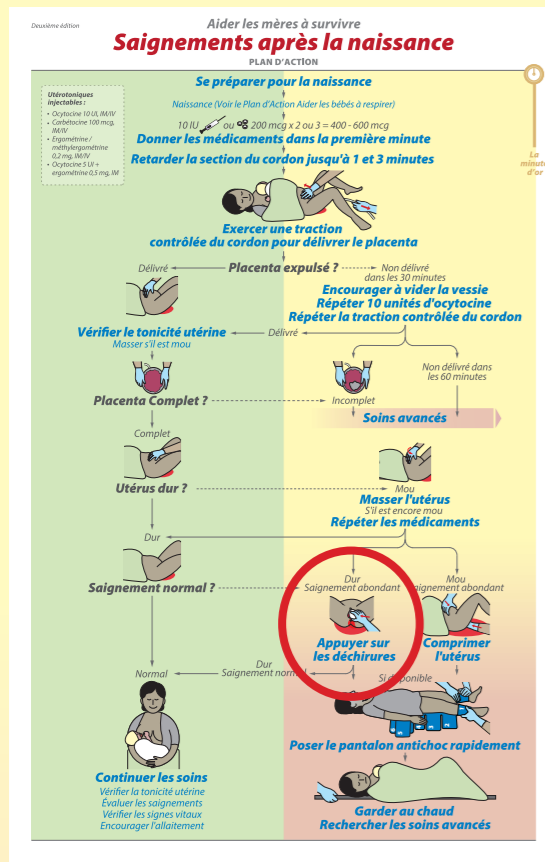 Deuxième édition
Aider les mères à survivre
Saignements après la naissance
PLAN D'ACTION
Utérotoniques
injectables :
• Ocytocine 10 UI, IM/IV
• Carbétocine 100 mcg,
IM/IV
• Ergométrine /
méthylergométrine
0,2 mg, IM/IV
• Ocytocine 5 UI +
ergométrine 0,5 mg, IM
Se préparer pour la naissance
Naissance (Voir le Plan d'Action Aider les bébés à respirer)
10 IU ou 200 mcg x 2 ou 3 = 400 - 600 mcg
Donner les médicaments dans la première minute
Retarder la section du cordon jusqu'à 1 et 3 minutes
La
minute
d'or
Exercer une traction
contrôlée du cordon pour délivrer le placenta
Délivré
Placenta expulsé ?
Non délivré
dans les 30 minutes
Encourager à vider la vessie
Répéter 10 unités d'ocytocine
Répéter la traction contrôlée du cordon
Vérifier le tonicité utérine
Masser s'il est mou
Délivré
Non délivré dans
les 60 minutes
Placenta Complet ?
Incomplet
Soins avancés
Complet
Utérus dur ?
Mou
Masser l'utérus
S'il est encore mou
Répéter les médicaments
Dur
Saignement normal ?
Dur
Saignement abondant
Mou
Saignement abondant
Appuyer sur
les déchirures
Comprimer
l'utérus
Normal
Dur
Saignement normal
Si disponible
Poser le pantalon antichoc rapidement
Continuer les soins
Vérifier la tonicité utérine
Évaluer les saignements
Vérifier les signes vitaux
Encourager l'allaitement
Garder au chaud
Rechercher les soins avancés